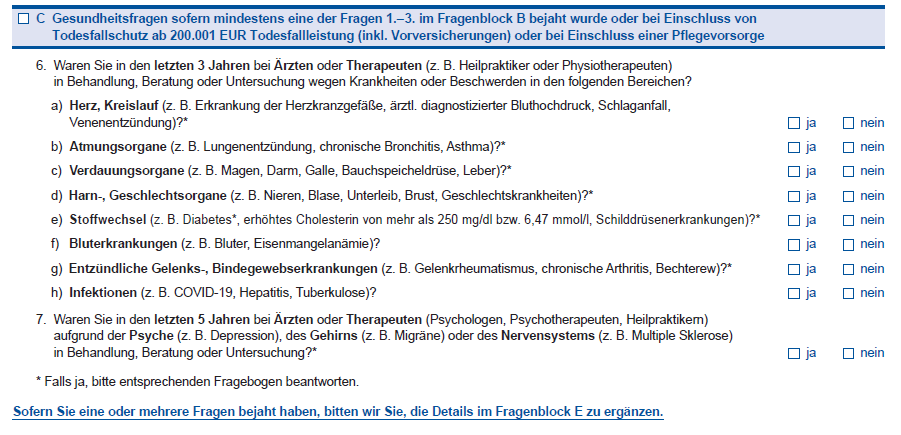 C Gesundheitsfragen sofern mindestens eine der Fragen 1.–3. im Fragenblock B bejaht wurde oder bei Einschluss von
Todesfallschutz ab 200.001 EUR Todesfallleistung (inkl. Vorversicherungen) oder bei Einschluss einer Pflegevorsorge
6. Waren Sie in den letzten 3 Jahren bei Ärzten oder Therapeuten (z. B. Heilpraktiker oder Physiotherapeuten)
in Behandlung, Beratung oder Untersuchung wegen Krankheiten oder Beschwerden in den folgenden Bereichen?
a) Herz, Kreislauf (z. B. Erkrankung der Herzkranzgefäße, ärztl. diagnostizierter Bluthochdruck, Schlaganfall,
Venenentzündung)?* ja nein
b) Atmungsorgane (z. B. Lungenentzündung, chronische Bronchitis, Asthma)?* ja nein
c) Verdauungsorgane (z. B. Magen, Darm, Galle, Bauchspeicheldrüse, Leber)?* ja nein
d) Harn-, Geschlechtsorgane (z. B. Nieren, Blase, Unterleib, Brust, Geschlechtskrankheiten)?* ja nein
e) Stoffwechsel (z. B. Diabetes*, erhöhtes Cholesterin von mehr als 250 mg/dl bzw. 6,47 mmol/l, Schilddrüsenerkrankungen)?* ja nein
f) Bluterkrankungen (z. B. Bluter, Eisenmangelanämie)? ja nein
g) Entzündliche Gelenks-, Bindegewebserkrankungen (z. B. Gelenkrheumatismus, chronische Arthritis, Bechterew)?* ja nein
h) Infektionen (z. B. COVID-19, Hepatitis, Tuberkulose)? ja nein
7. Waren Sie in den letzten 5 Jahren bei Ärzten oder Therapeuten (Psychologen, Psychotherapeuten, Heilpraktikern)
aufgrund der Psyche (z. B. Depression), des Gehirns (z. B. Migräne) oder des Nervensystems (z. B. Multiple Sklerose)
in Behandlung, Beratung oder Untersuchung?* ja nein
* Falls ja, bitte entsprechenden Fragebogen beantworten.
Sofern Sie eine oder mehrere Fragen bejaht haben, bitten wir Sie, die Details im Fragenblock E zu ergänzen.